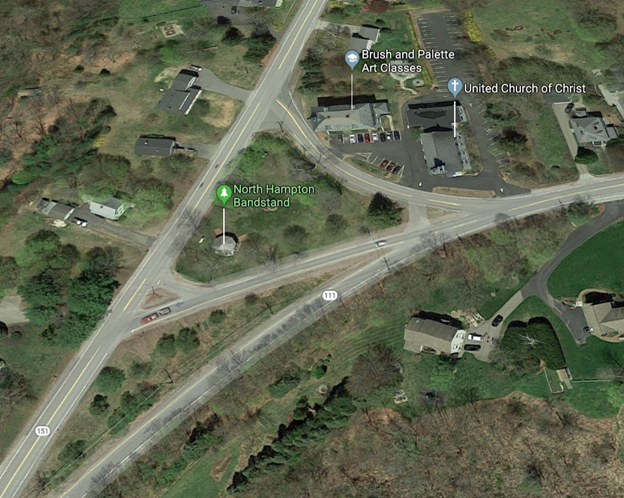 Brush and Palette
Art Classes
United Church of Christ
North Hampton
Bandstand
111
151